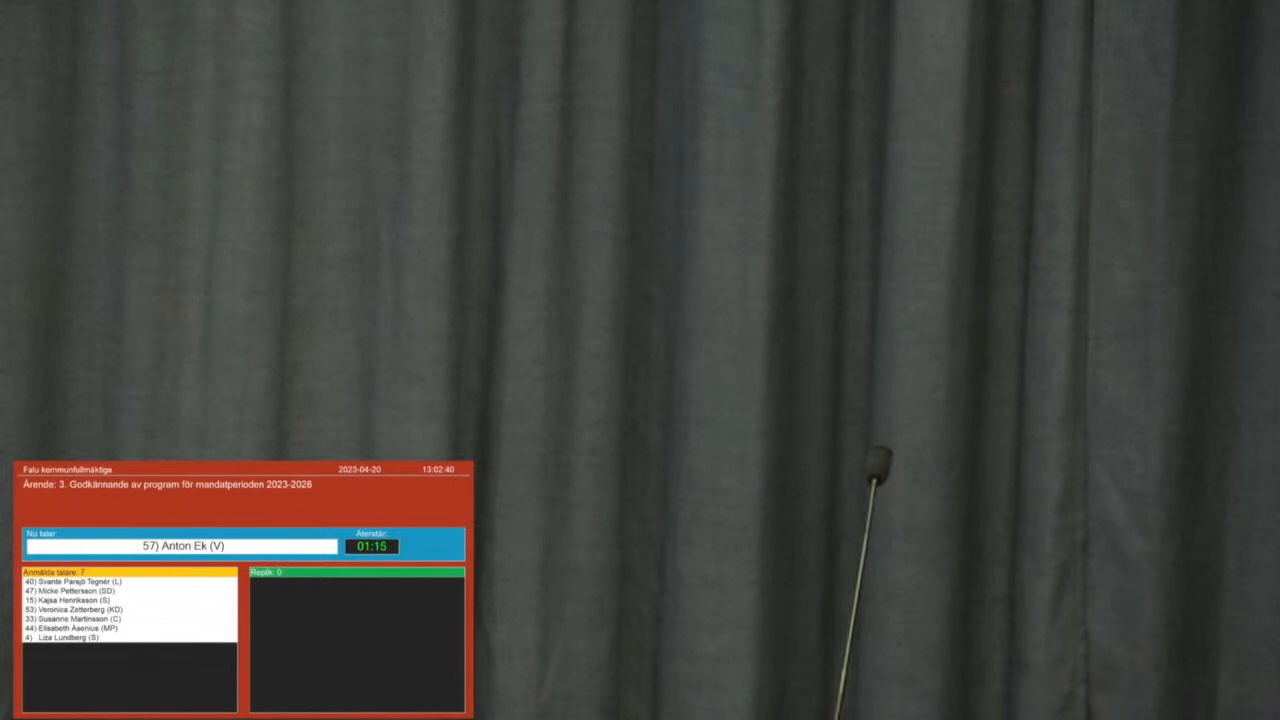 Falu kommunfullmäktige 2023-04-20 13:02:40
Ärende: 3. Godkännande av program för mandatperioden 2023-2026
Nu talar: Återstår:
57) Anton Ek (V) 01:15
Anmälda talare: 7
40) Svante Parsjö Tegnér (L)
47) Micke Pettersson (SD)
15) Kajsa Henriksson (S)
53) Veronica Zetterberg (KD)
33) Susanne Martinsson (C)
44) Elisabeth Åsenius (MP)
4) Liza Lundberg (S)
Replik: 0